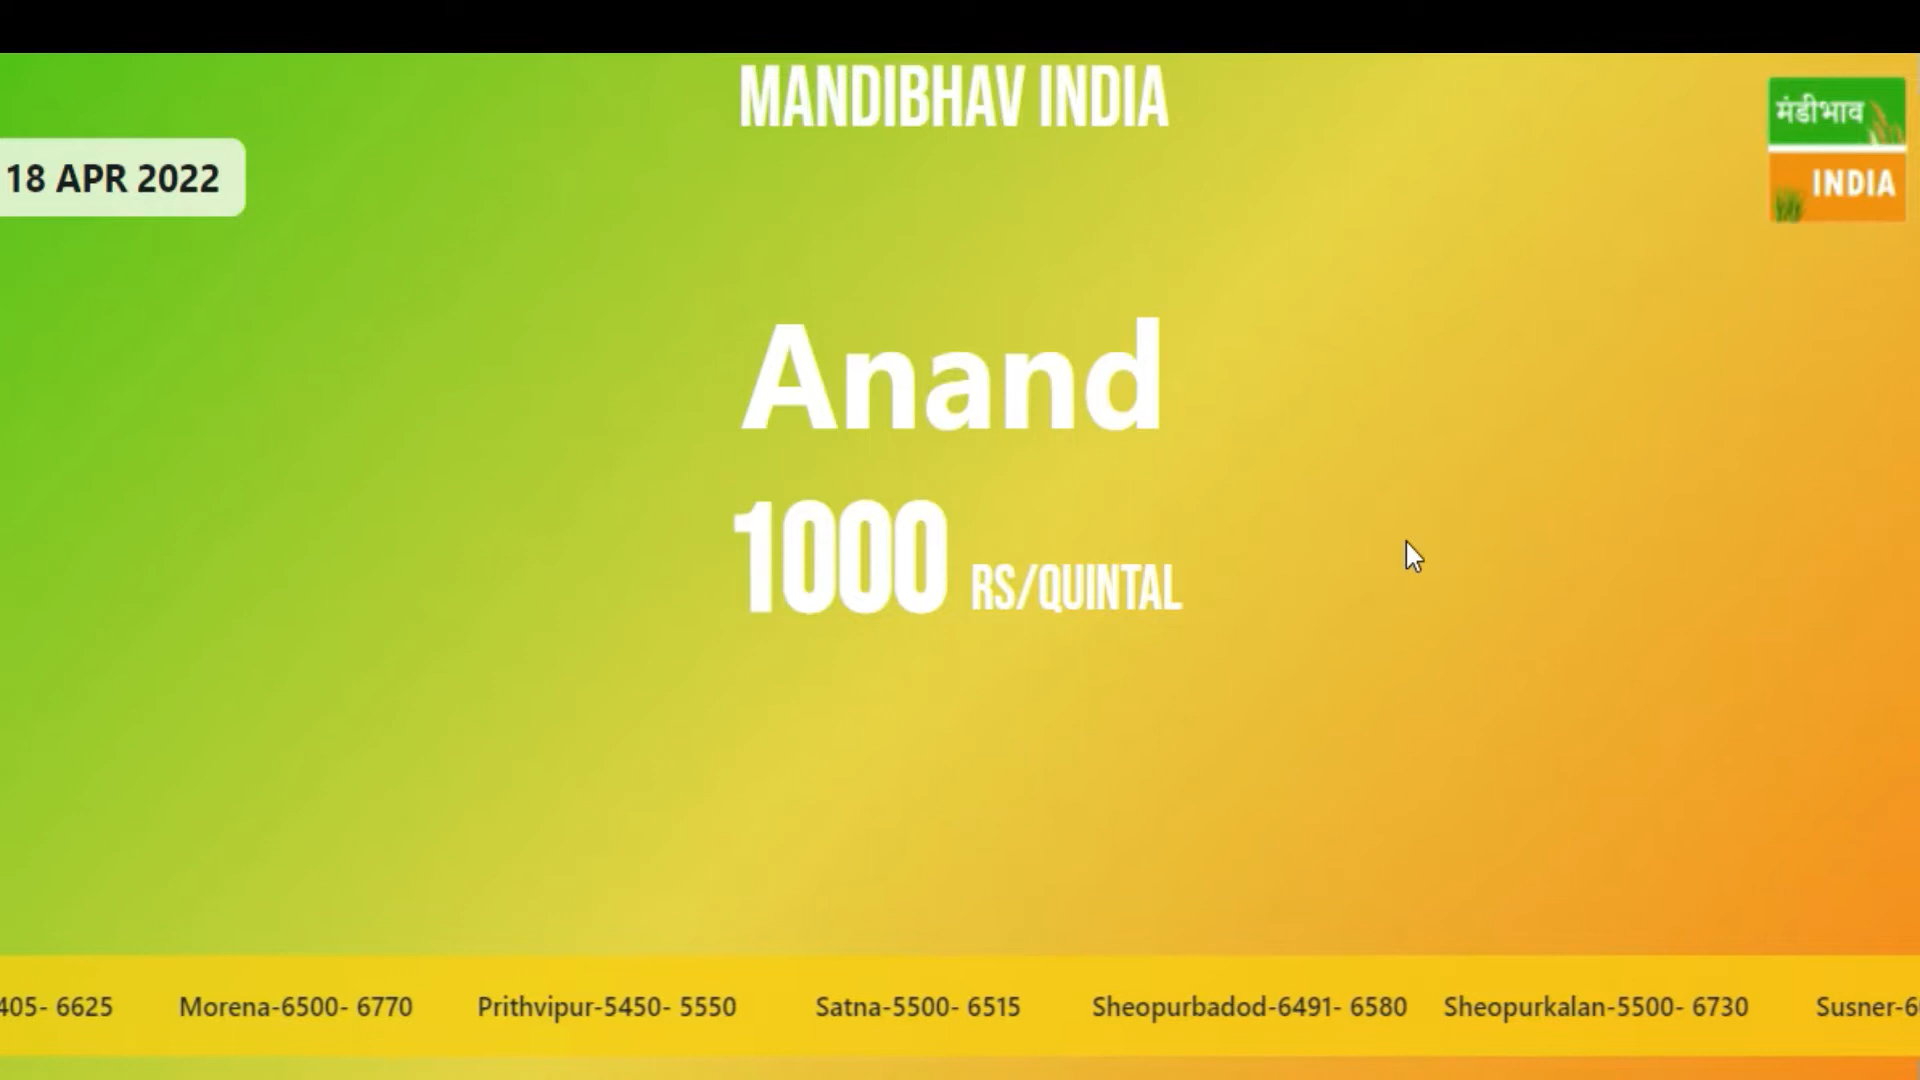 MANDIBHAV INDIA
मंडीभाव
INDIA
18 APR 2022
Anand
1000 RS/QUINTAL
405- 6625 Morena-6500- 6770 Prithvipur-5450- 5550 Satna-5500- 6515 Sheopurbadod-6491- 6580 Sheopurkalan-5500- 6730 Susner-6